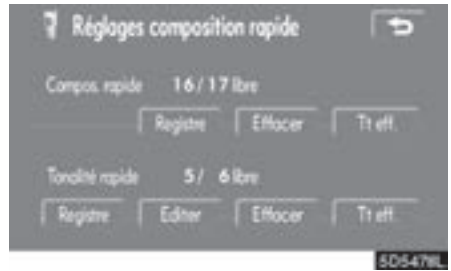 Réglages composition rapide
Compos. rapide 16/17 libre
Registre Effacer Tt eff.
Tonalité rapide 5/ 6 libre
Registre Editer Effacer Tt eff.
5D5478L